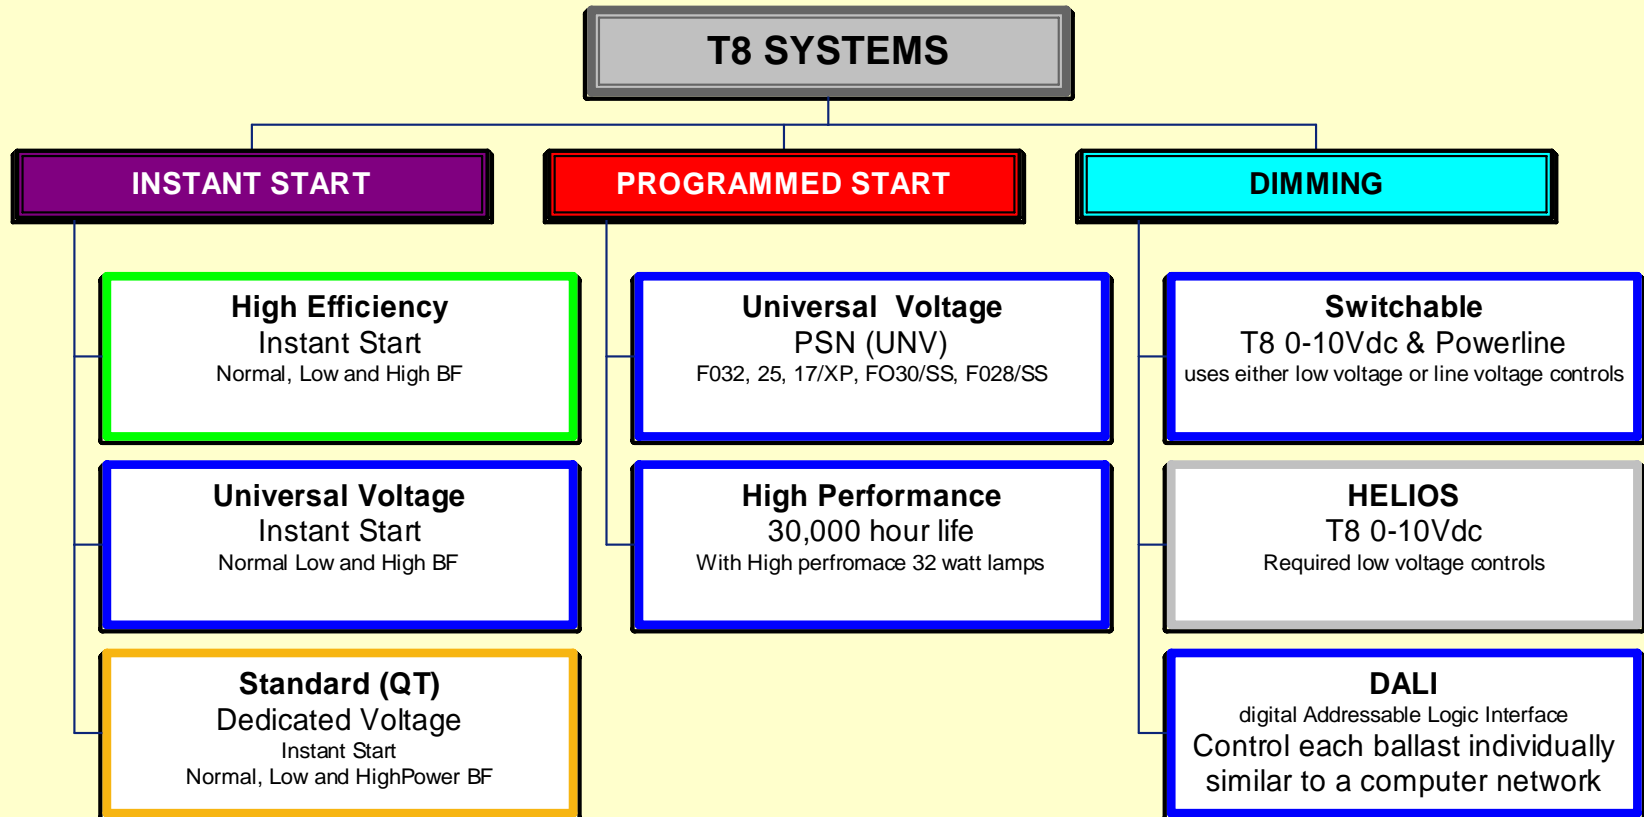 T8 SYSTEMS
INSTANT START
PROGRAMMED START
DIMMING
High Efficiency
Instant Start
Normal, Low and High BF
Universal Voltage
Instant Start
Normal Low and High BF
Standard (QT)
Dedicated Voltage
Instant Start
Normal, Low and HighPower BF
Universal Voltage
PSN (UNV)
F032, 25, 17/XP, FO30/SS, F028/SS
High Performance
30,000 hour life
With High perfromace 32 watt lamps
Switchable
T8 0-10Vdc & Powerline
uses either low voltage or line voltage controls
HELIOS
T8 0-10Vdc
Required low voltage controls
DALI
digital Addressable Logic Interface
Control each ballast individually
similar to a computer network